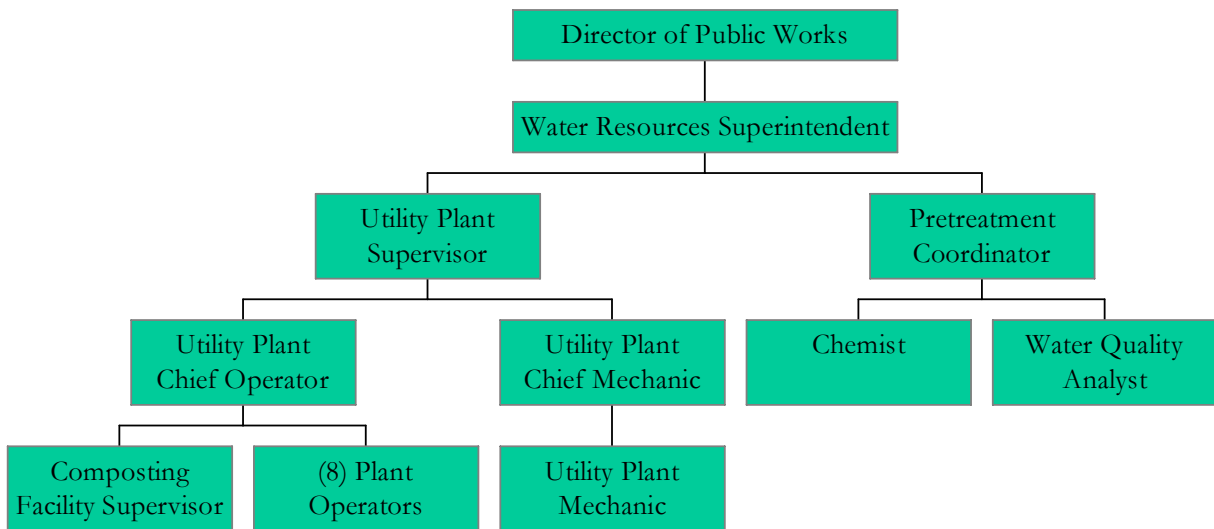 Director of Public Works
Water Resources Superintendent
Utility Plant
Supervisor
Pretreatment
Coordinator
Utility Plant
Chief Operator
Utility Plant
Chief Mechanic
Chemist
Water Quality
Analyst
Composting
Facility Supervisor
(8) Plant
Operators
Utility Plant
Mechanic